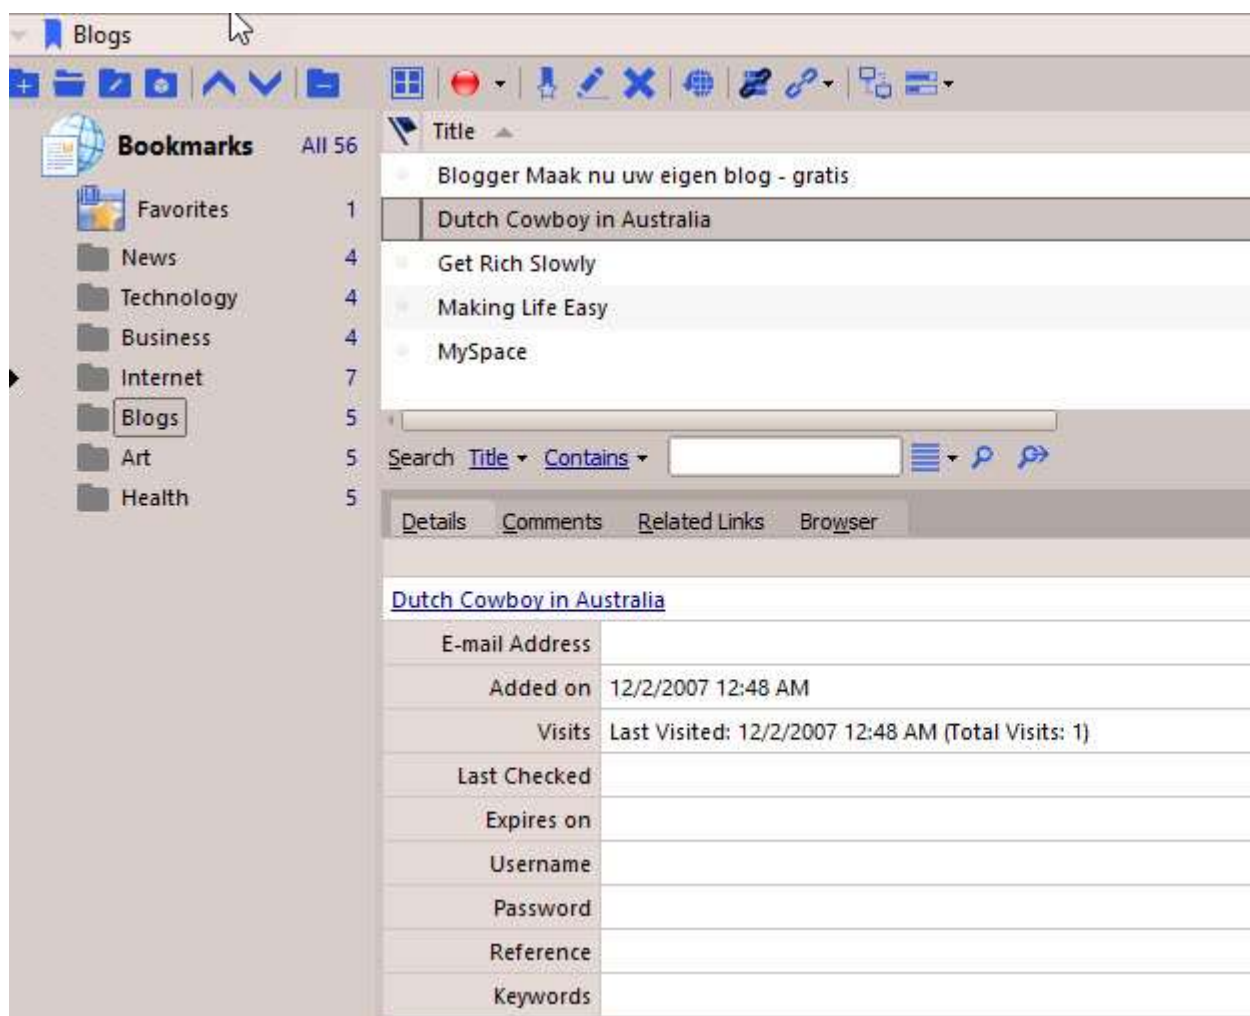 Blogs
Bookmarks All 56
Favorites 1
News 4
Technology 4
Business 4
Internet 7
Blogs 5
Art 5
Health 5
Title
Blogger Maak nu uw eigen blog - gratis
Dutch Cowboy in Australia
Get Rich Slowly
Making Life Easy
MySpace
Search Title Contains
Details Comments Related Links Browser
Dutch Cowboy in Australia
E-mail Address
Added on 12/2/2007 12:48 AM
Visits Last Visited: 12/2/2007 12:48 AM (Total Visits: 1)
Last Checked
Expires on
Username
Password
Reference
Keywords